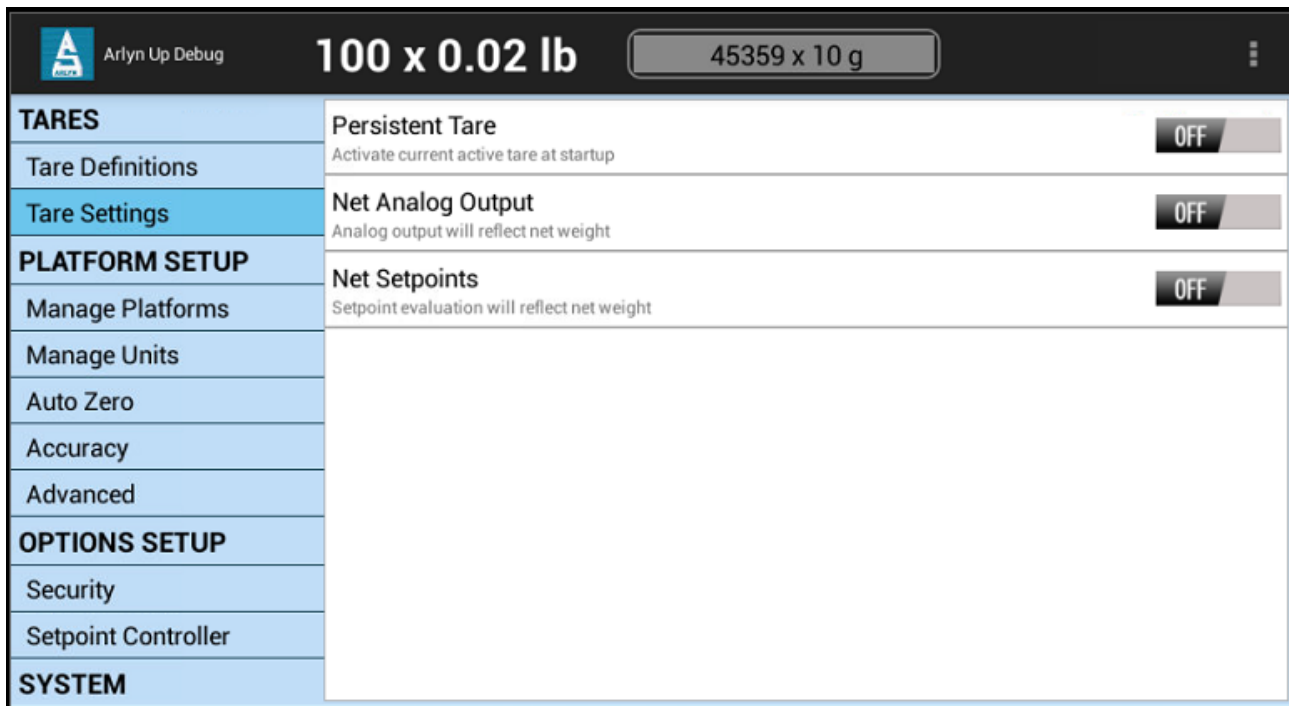 ARLYN
Arlyn Up Debug
100 x 0.02 lb
45359 x 10 g
TARES
Tare Definitions
Tare Settings
PLATFORM SETUP
Manage Platforms
Manage Units
Auto Zero
Accuracy
Advanced
OPTIONS SETUP
Security
Setpoint Controller
SYSTEM
Persistent Tare
OFF
Activate current active tare at startup
Net Analog Output
OFF
Analog output will reflect net weight
Net Setpoints
OFF
Setpoint evaluation will reflect net weight